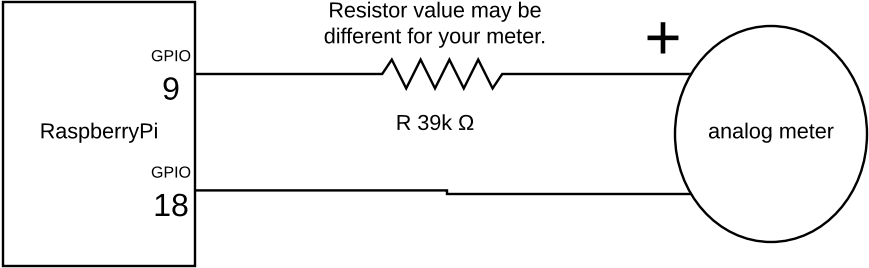 Resistor value may be
different for your meter.
+
GPIO
9
R 39k Ω
RaspberryPi
analog meter
GPIO
18